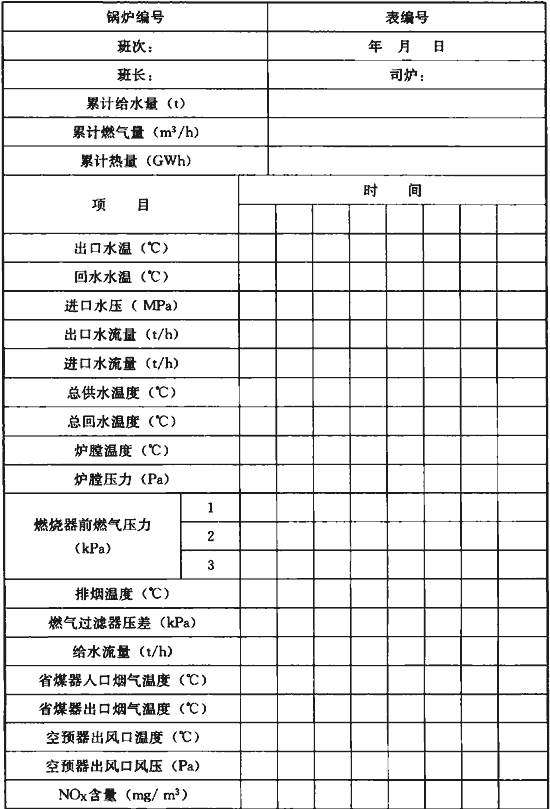 锅炉编号 表编号
班次： 年 月 日
班长： 司炉：
累计给水量（t）
累计燃气量（m³/h）
累计热量（GWh）
项 目 时 间
出口水温（℃）
回水水温（℃）
进口水压（ MPa）
出口水流量（t/h）
进口水流量（t/h）
总供水温度（℃）
总回水温度（℃）
炉膛温度（℃）
炉膛压力（Pa）
燃烧器前燃气压力
（kPa）
1
2
3
排烟温度（℃）
燃气过滤器压差（kPa）
给水流量（t/h）
省煤器人口烟气温度（℃）
省煤器出口烟气温度（℃）
空预器出风口温度（℃）
空预器出风口风压（Pa）
NOx含量（mg/ m³）